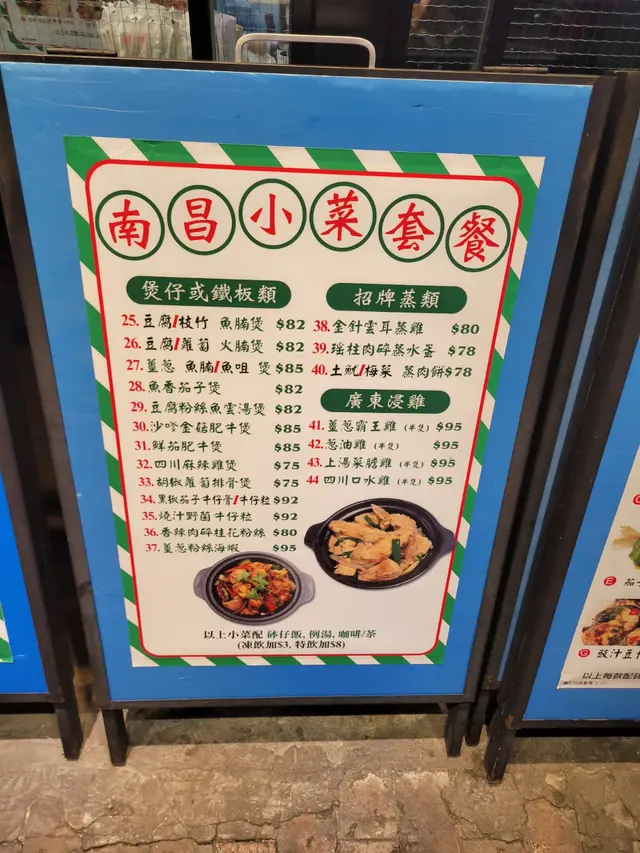 南昌小菜套餐
煲仔或鐵板類
25.豆腐/枝竹 魚腩煲 $82
26.豆腐/蘿蔔 火腩煲 $82
27.薑葱 魚腩/魚咀 煲 $85
28.魚香茄子煲 $82
29.豆腐粉絲魚雲湯煲 $82
30.沙嗲金菇肥牛煲 $85
31.鮮茄肥牛煲 $85
32.四川麻辣雞煲 $75
33.胡椒蘿蔔排骨煲 $75
34.黑椒茄子牛仔骨/牛仔粒 $92
35.燒汁野菌牛仔粒 $92
36.香辣肉碎桂花粉絲 $80
37.薑葱粉絲海蝦 $95
招牌蒸類
38.金針雲耳蒸雞 $80
39.瑤柱肉碎蒸水蛋 $78
40.土魷/梅菜 蒸肉餅$78
廣東浸雞
41.薑葱霸王雞 (半隻) $95
42.葱油雞 (半隻) $95
43.上湯菜膽雞 (半隻) $95
44 四川口水雞 (半隻) $95
以上小菜配 砵仔飯, 例湯, 咖啡/茶
(凍飲加$3, 特飲加$8)
E 茄子
G 豉汁豆
以上每款配